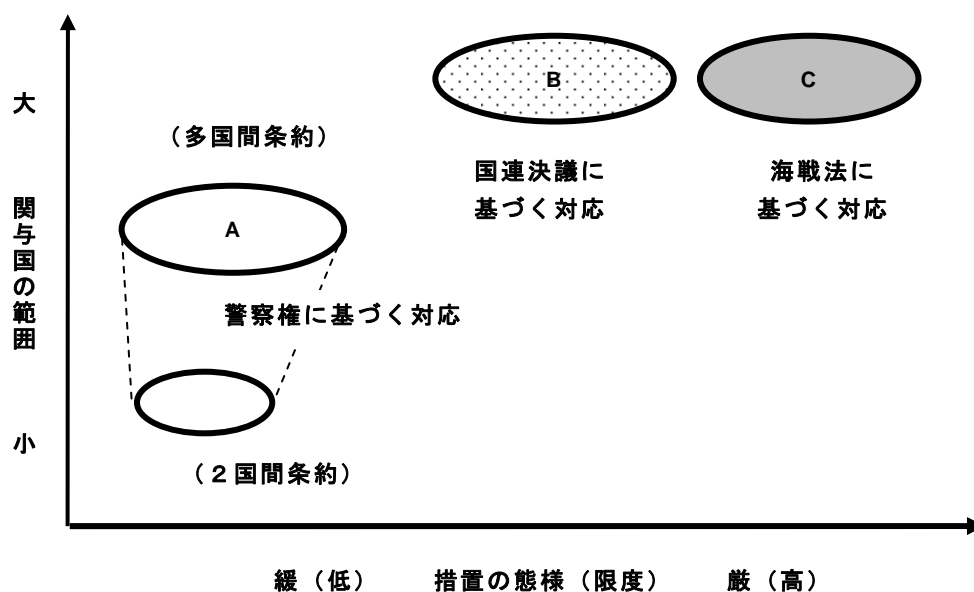 大
関与国の範囲
小
(多国間条約)
A
警察権に基づく対応
(2国間条約)
B
国連決議に
基づく対応
C
海戦法に
基づく対応
緩(低) 措置の態様(限度) 厳(高)